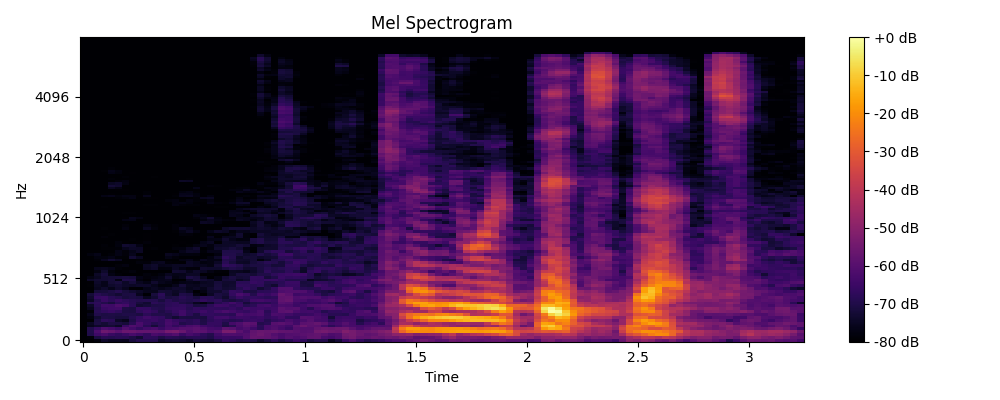 Mel Spectrogram
+0 dB
-10 dB
-20 dB
-30 dB
-40 dB
-50 dB
-60 dB
-70 dB
-80 dB
Hz
4096
2048
1024
512
0
0 0.5 1 1.5 2 2.5 3
Time